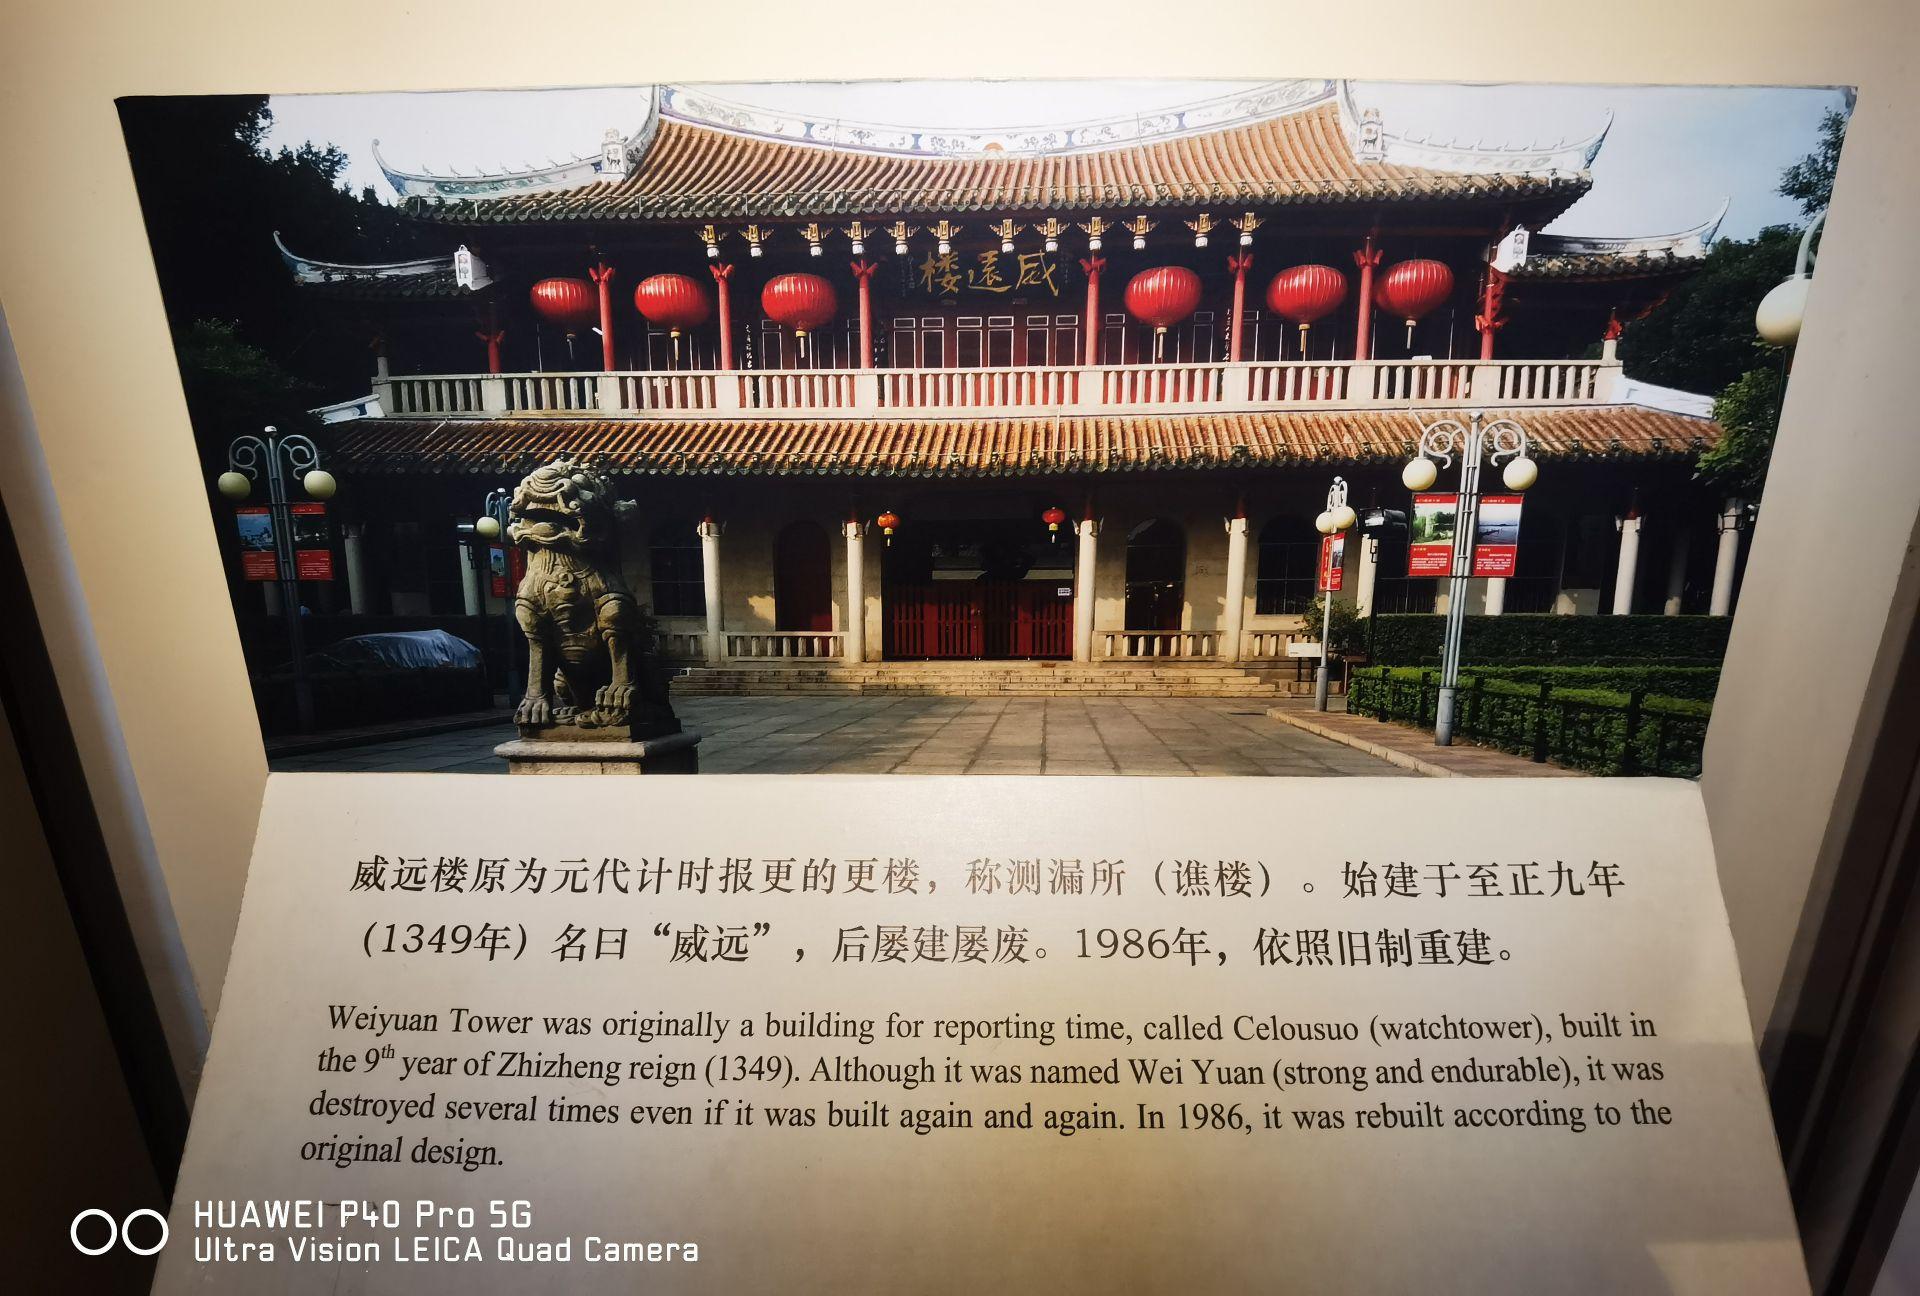 威遠楼
威远楼原为元代计时报更的更楼，称测漏所（谯楼）。始建于至正九年
（1349年）名曰“威远”，后屡建屡废。1986年，依照旧制重建。
Weiyuan Tower was originally a building for reporting time, called Celousuo (watchtower), built in
the 9th year of Zhizheng reign (1349). Although it was named Wei Yuan (strong and endurable), it was
destroyed several times even if it was built again and again. In 1986, it was rebuilt according to the
original design.
HUAWEI P40 Pro 5G
Ultra Vision LEICA Quad Camera